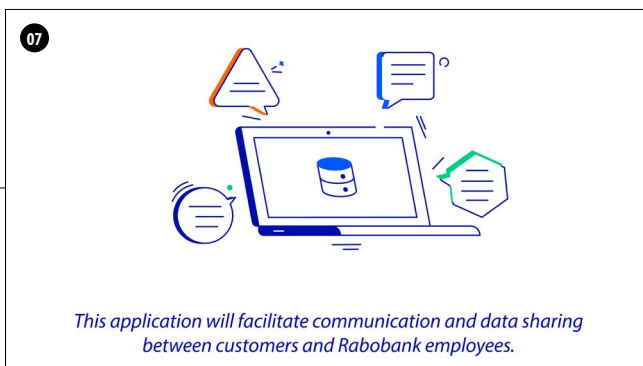 07
This application will facilitate communication and data sharing
between customers and Rabobank employees.